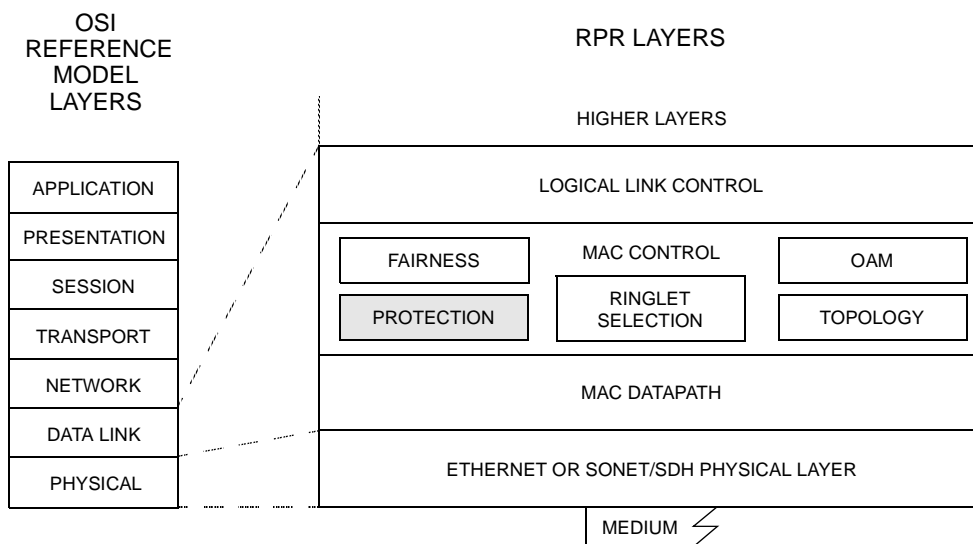 OSI
REFERENCE
MODEL
LAYERS
RPR LAYERS
HIGHER LAYERS
APPLICATION
PRESENTATION
SESSION
TRANSPORT
NETWORK
DATA LINK
PHYSICAL
LOGICAL LINK CONTROL
FAIRNESS
MAC CONTROL
OAM
PROTECTION
RINGLET
SELECTION
TOPOLOGY
MAC DATAPATH
ETHERNET OR SONET/SDH PHYSICAL LAYER
MEDIUM